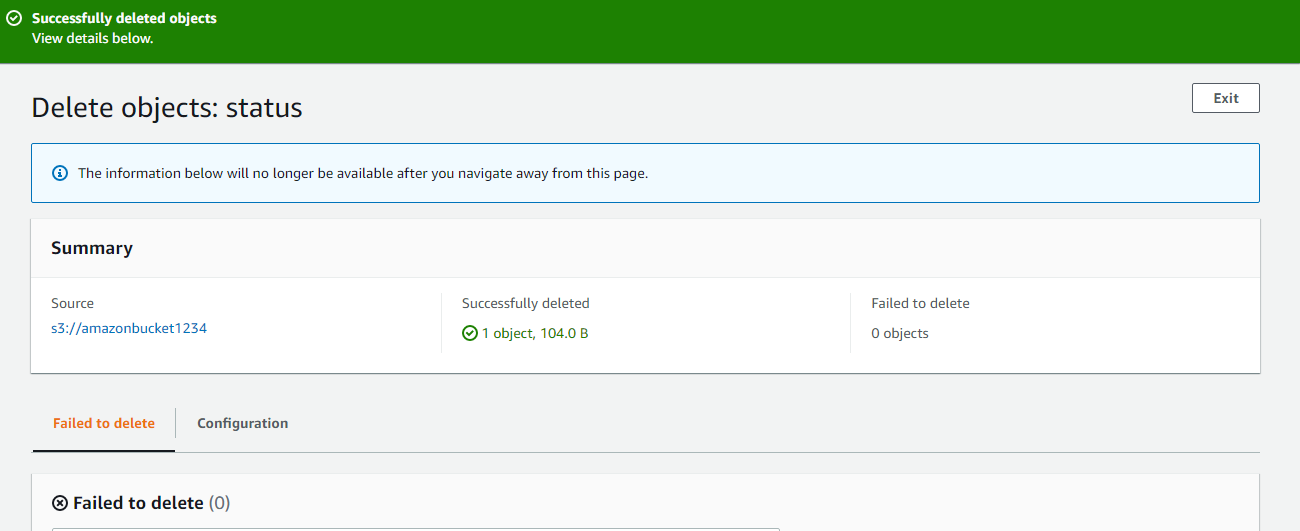 Successfully deleted objects
View details below.
Delete objects: status
Exit
The information below will no longer be available after you navigate away from this page.
Summary
Source
s3://amazonbucket1234
Successfully deleted
1 object, 104.0 B
Failed to delete
0 objects
Failed to delete
Configuration
Failed to delete (0)